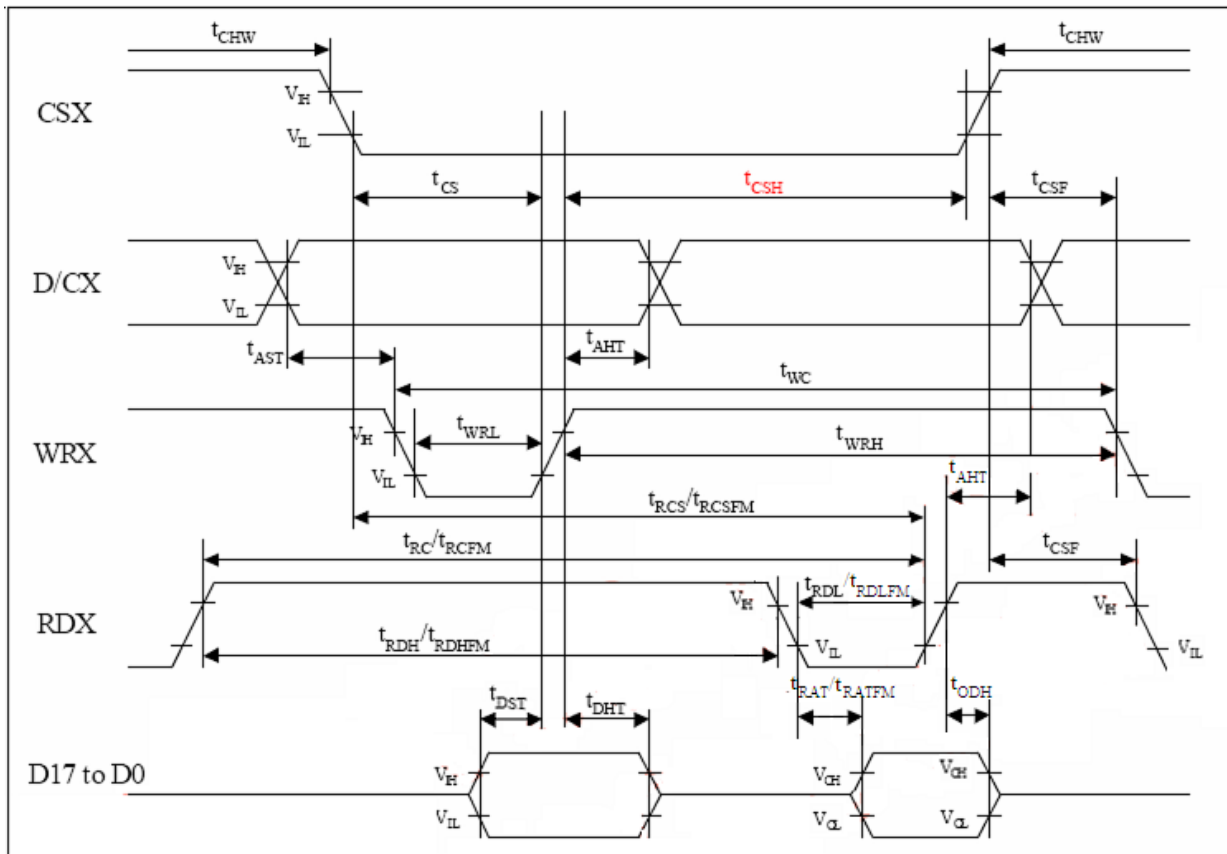 tCHW tCHW
VIH
CSX
VIL
tCS tCSH tCSF
VIH
D/CX
VIL
tAST tAHT
tWC
VIH tWRL tWRH
WRX
VIL tAHT
tRCS/tRCSFM
tRC/tRCFM tCSF
VIH tRDL/tRDLFM VIH
RDX
tRDH/tRDHFM VIL VIL
tRAT/tRATFM tODH
tDST tDHT
VIH VOH VOH
D17 to D0
VIL VOL VOL